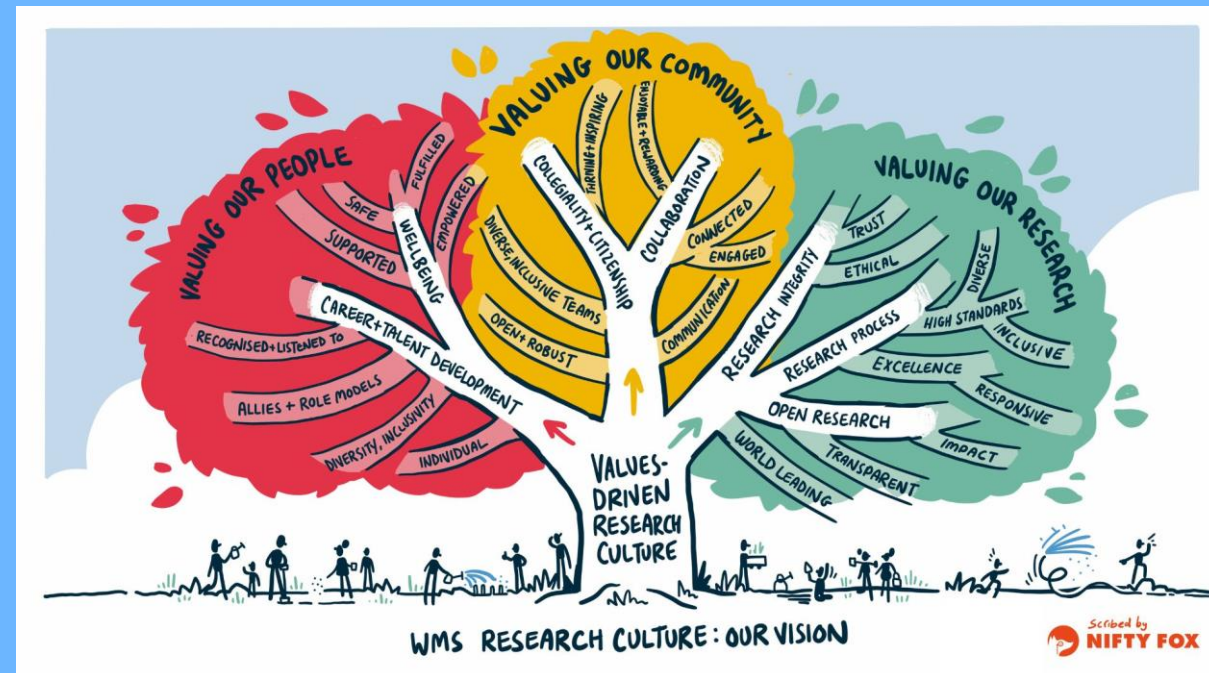 VALUING OUR PEOPLE
FULFILLED
SAFE
EMPOWERED
SUPPORTED
WELLBEING
CAREER+TALENT DEVELOPMENT
RECOGNISED+LISTENED TO
ALLIES + ROLE MODELS
DIVERSITY, INCLUSIVITY
INDIVIDUAL
VALUING OUR COMMUNITY
THRIVING+INSPIRING
ENJOYABLE+REWARDING
COLLEGIALITY+CITIZENSHIP
COLLABORATION
CONNECTED
ENGAGED
DIVERSE, INCLUSIVE TEAMS
OPEN+ROBUST
COMMUNICATION
VALUING OUR RESEARCH
RESEARCH INTEGRITY
TRUST
ETHICAL
RESEARCH PROCESS
DIVERSE
HIGH STANDARDS
INCLUSIVE
EXCELLENCE
RESPONSIVE
OPEN RESEARCH
IMPACT
TRANSPARENT
WORLD LEADING
VALUES-
DRIVEN
RESEARCH
CULTURE
WMS RESEARCH CULTURE: OUR VISION
Scribed by
NIFTY FOX